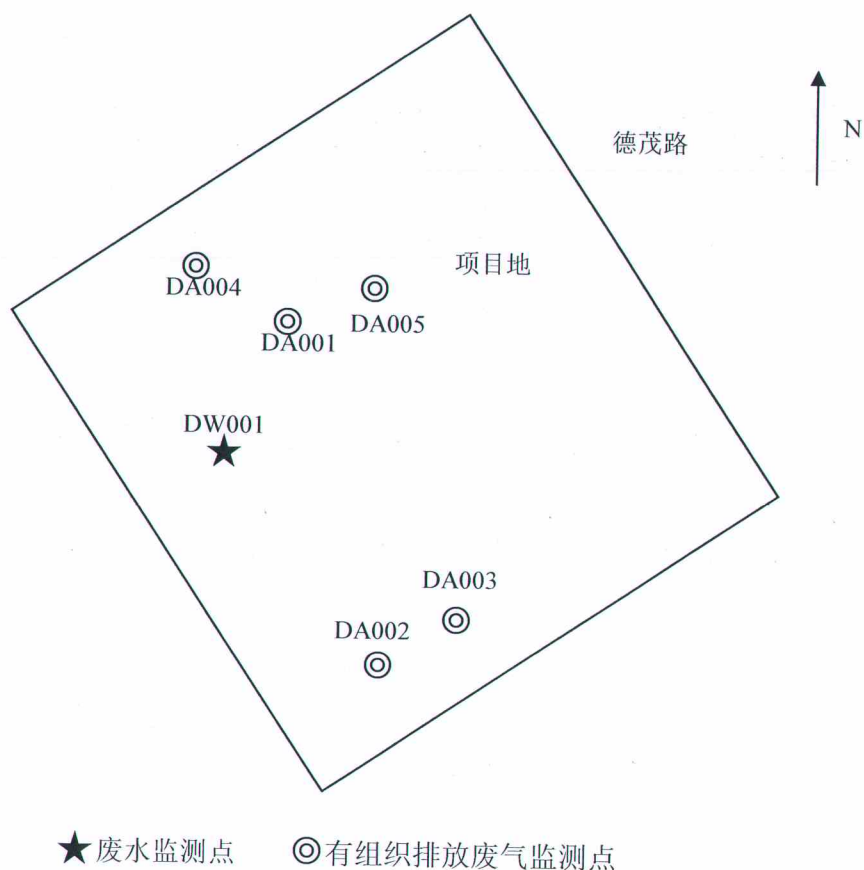 德茂路
N
项目地
DA004
DA001
DA005
DW001
DA003
DA002
★废水监测点 ◎有组织排放废气监测点